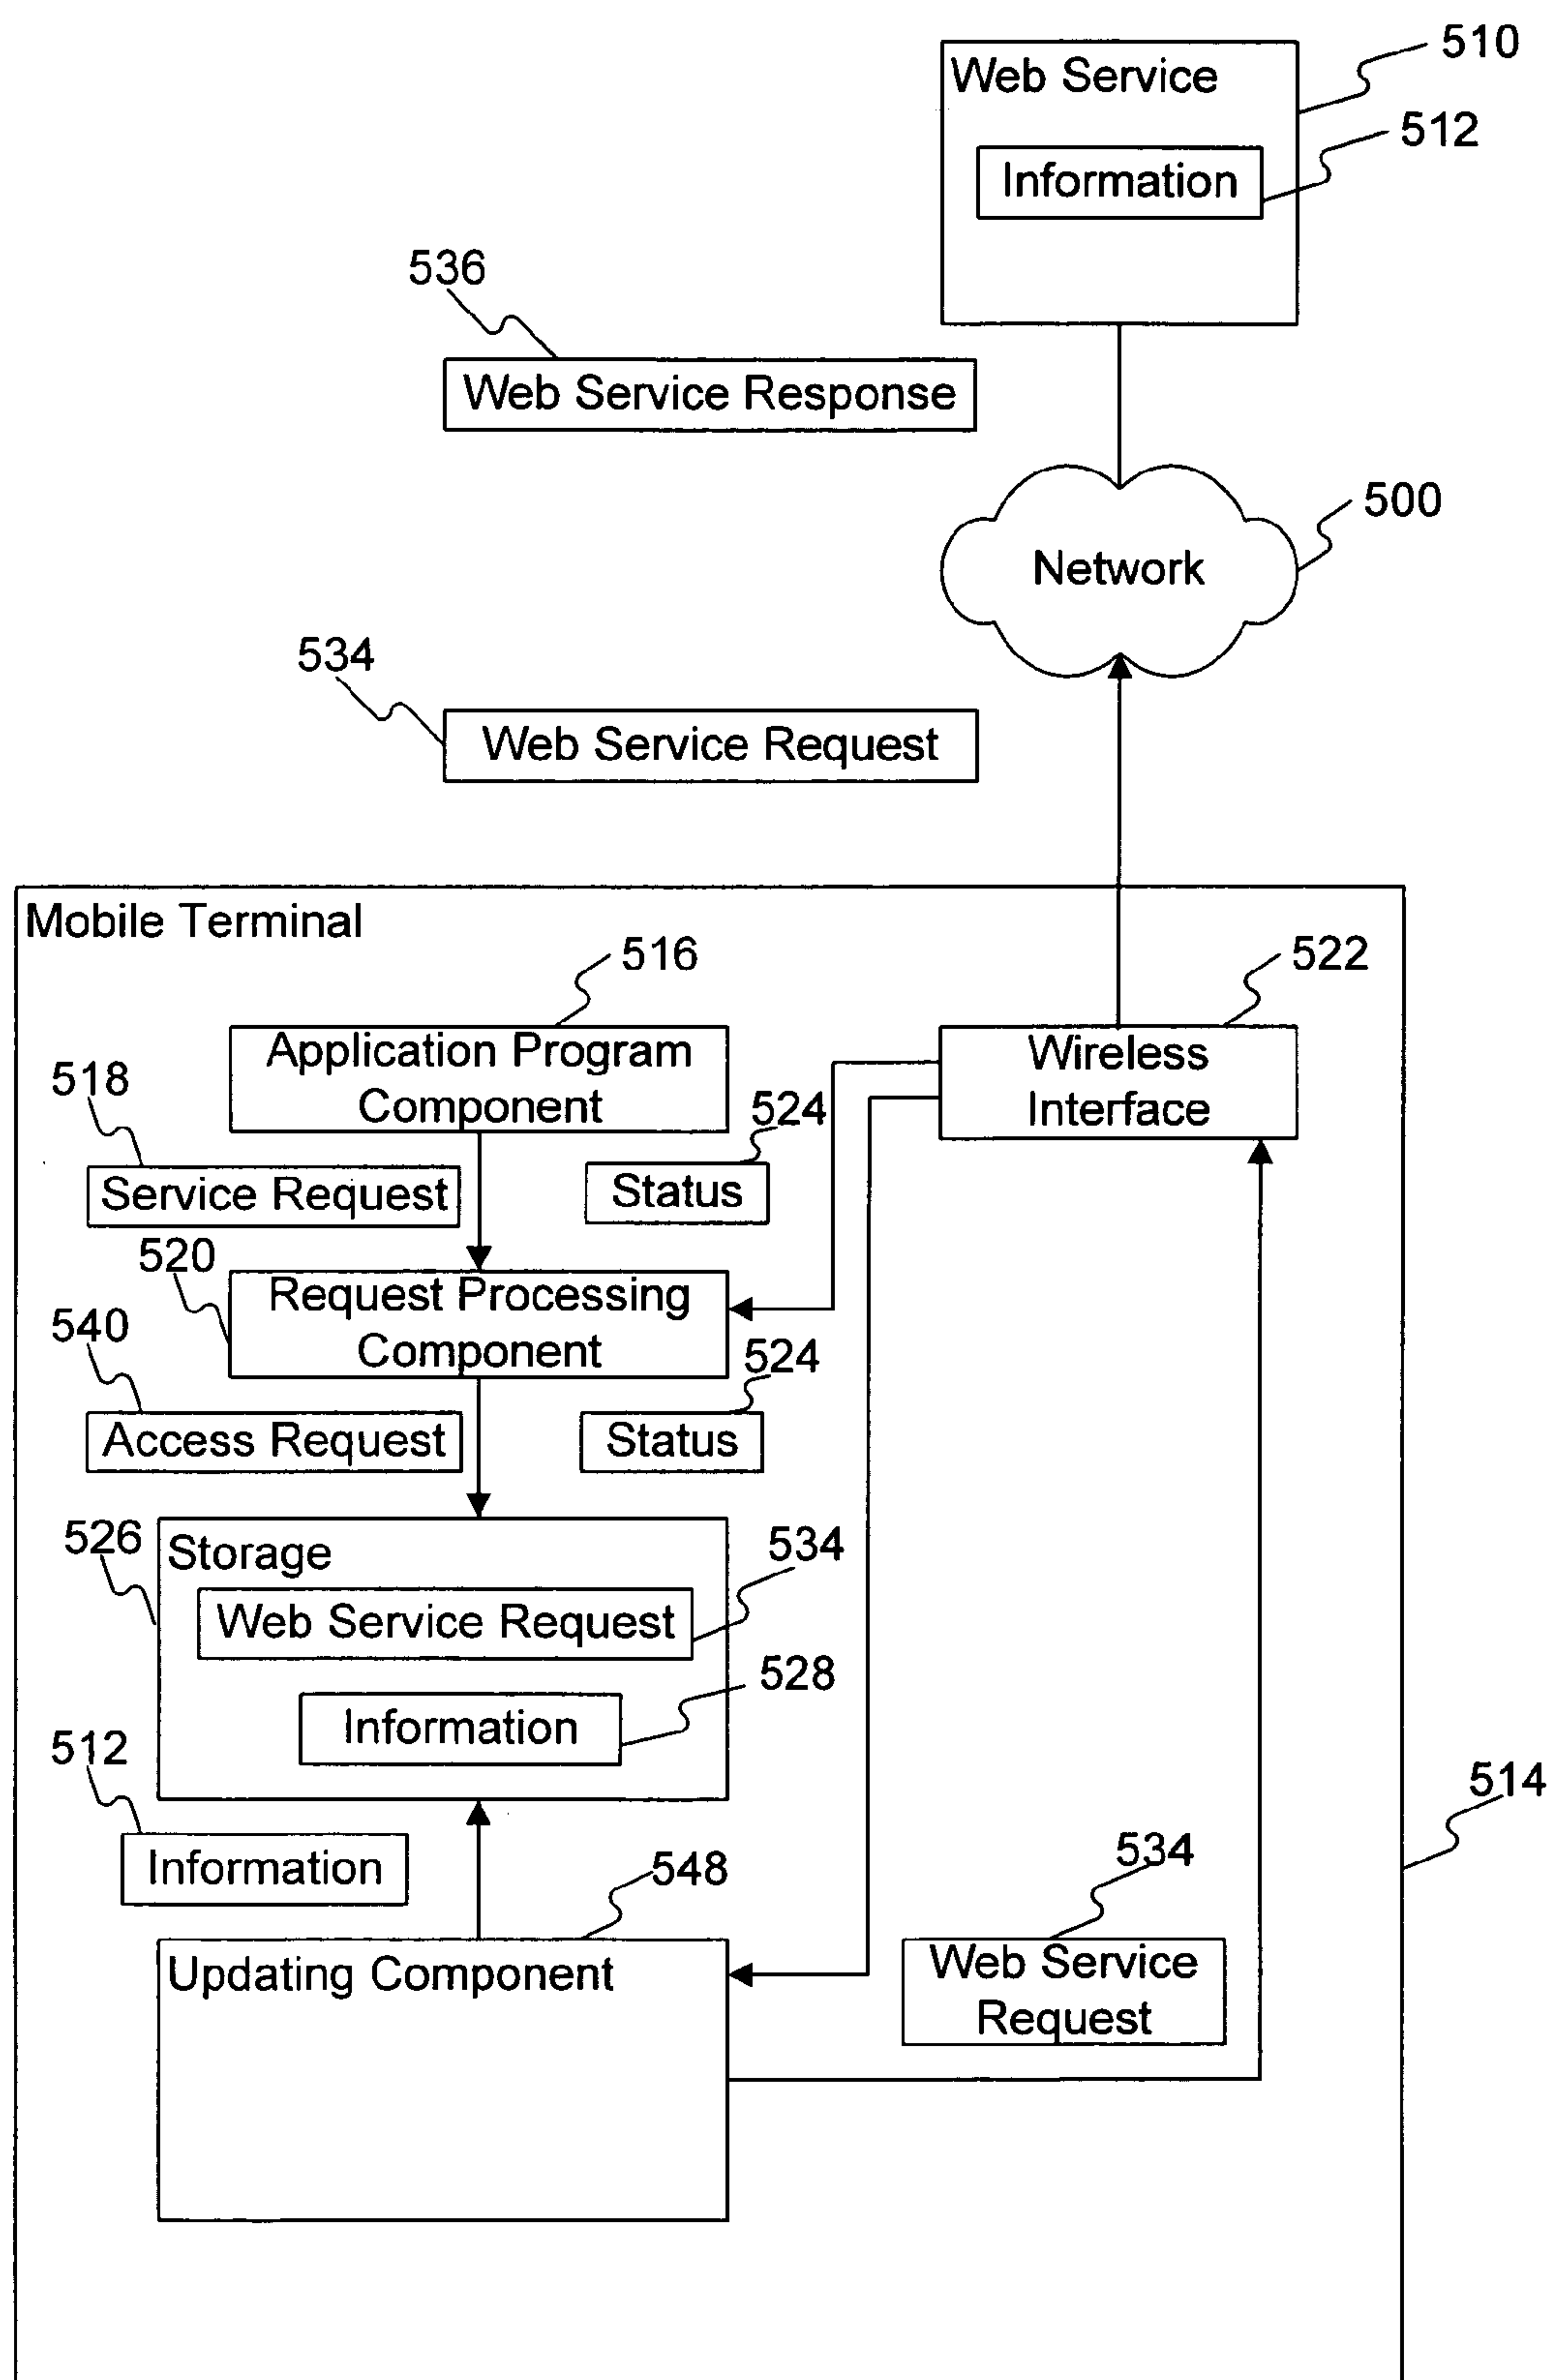 510
Web Service
512
Information
536
Web Service Response
500
Network
534
Web Service Request
Mobile Terminal
516
522
Application Program
Component
Wireless
Interface
518
524
Service Request
Status
520
Request Processing
Component
540
524
Access Request
Status
526
Storage
534
Web Service Request
528
Information
512
514
Information
548
534
Updating Component
Web Service
Request